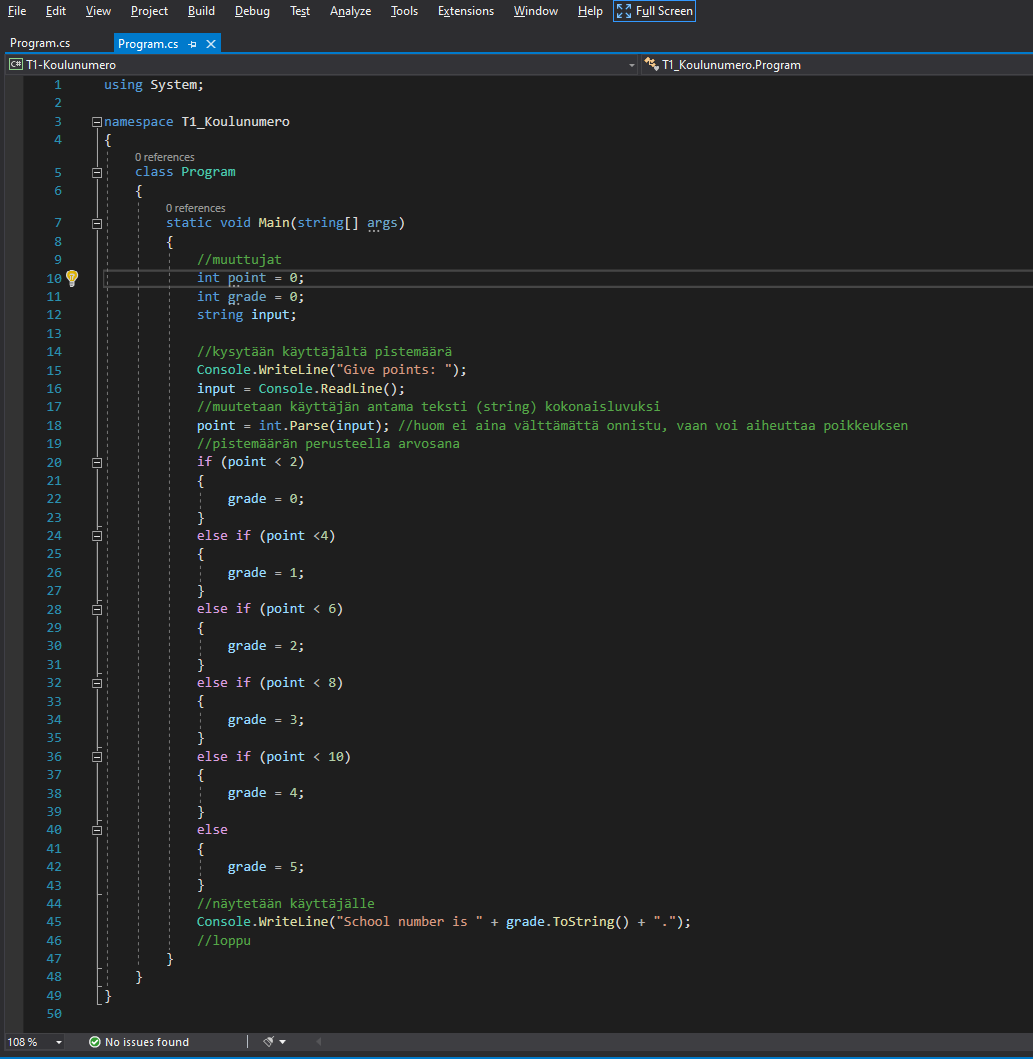 File Edit View Project Build Debug Test Analyze Tools Extensions Window Help Full Screen
Program.cs Program.cs
C# T1-Koulunumero T1_Koulunumero.Program
1 using System;
2
3 namespace T1_Koulunumero
4 {
0 references
5 class Program
6 {
0 references
7 static void Main(string[] args)
8 {
9 //muuttujat
10 int point = 0;
11 int grade = 0;
12 string input;
13
14 //kysytään käyttäjältä pistemäärä
15 Console.WriteLine("Give points: ");
16 input = Console.ReadLine();
17 //muutetaan käyttäjän antama teksti (string) kokonaisluvuksi
18 point = int.Parse(input); //huom ei aina välttämättä onnistu, vaan voi aiheuttaa poikkeuksen
19 //pistemäärän perusteella arvosana
20 if (point < 2)
21 {
22 grade = 0;
23 }
24 else if (point <4)
25 {
26 grade = 1;
27 }
28 else if (point < 6)
29 {
30 grade = 2;
31 }
32 else if (point < 8)
33 {
34 grade = 3;
35 }
36 else if (point < 10)
37 {
38 grade = 4;
39 }
40 else
41 {
42 grade = 5;
43 }
44 //näytetään käyttäjälle
45 Console.WriteLine("School number is " + grade.ToString() + ".");
46 //loppu
47 }
48 }
49 }
50
108 % No issues found